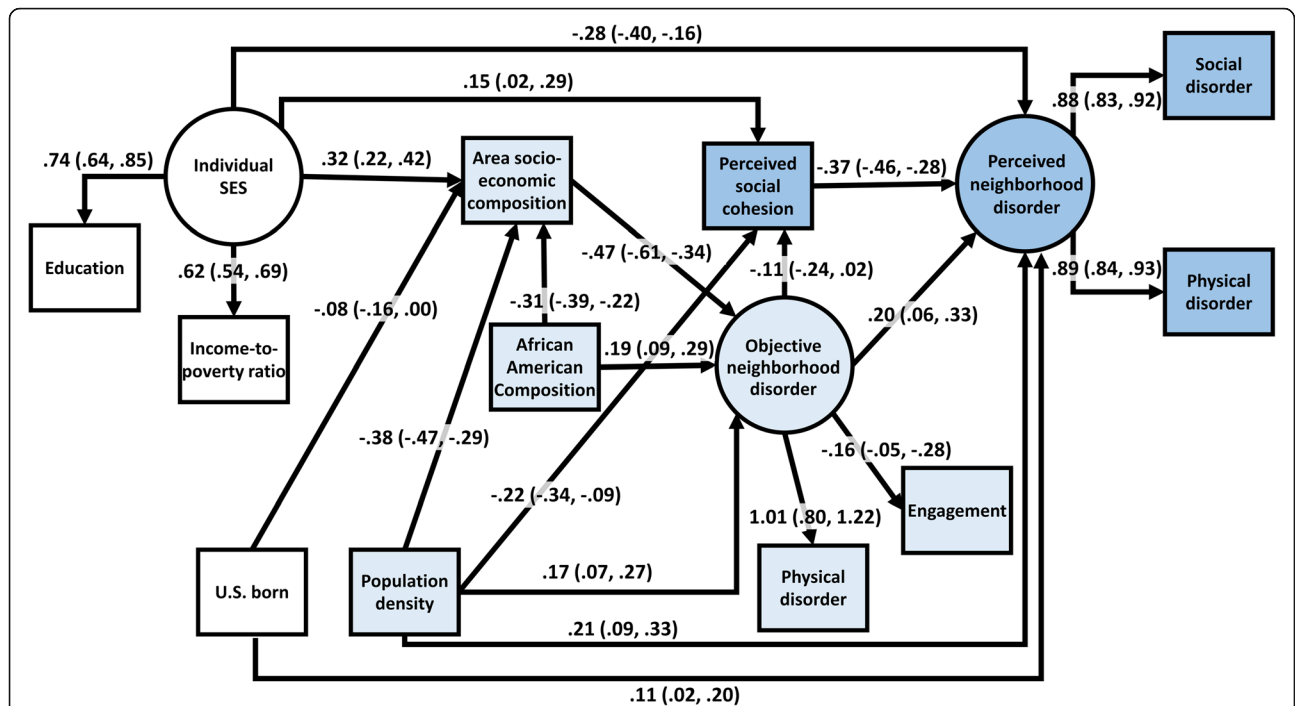 -.28 (-.40, -.16)
Social
disorder
.15 (.02, .29)
.88 (.83, .92)
.74 (.64, .85)
Individual
SES
.32 (.22, .42)
Area socio-
economic
composition
Perceived
social
cohesion
-.37 (-.46, -.28)
Perceived
neighborhood
disorder
Education
.62 (.54, .69)
-.47 (-.61, -.34)
-.11 (-.24, .02)
.89 (.84, .93)
Physical
disorder
-.08 (-.16, .00)
-.31 (-.39, -.22)
.20 (.06, .33)
Income-to-
poverty ratio
African
American
Composition
.19 (.09, .29)
Objective
neighborhood
disorder
-.38 (-.47, -.29)
-.16 (-.05, -.28)
-.22 (-.34, -.09)
1.01 (.80, 1.22)
Engagement
U.S. born
Population
density
.17 (.07, .27)
Physical
disorder
.21 (.09, .33)
.11 (.02, .20)